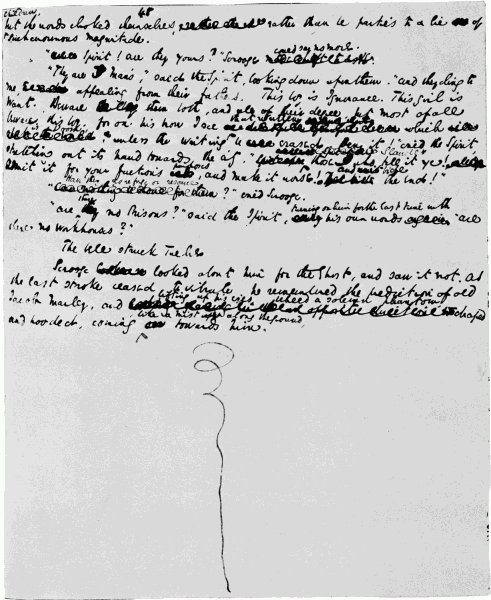 children, 48
but the words choked themselves, rather than be parties to a lie of
such enormous magnitude.
"Spirit! are they yours?" Scrooge could say no more.
"They are Man's," said the Spirit, looking down upon them. "and they cling to
me, appealing from their fathers. This boy is Ignorance. This girl is
Want. Beware them both, and all of their degree, but most of all
beware this boy, for on his brow I see that written which
unless the writing be erased. Deny it!" cried the Spirit,
stretching out its hand towards the city. "Slander those who tell it ye!
Admit it for your factious purposes, and make it worse. And bide the end!"
"Have they no refuge or resource?" cried Scrooge.
"Are there no Prisons?" said the Spirit, turning on him for the last time with his own words. "Are
there no workhouses?"
The Bell struck Twelve
Scrooge looked about him for the Ghost, and saw it not. As
the last stroke ceased to vibrate, he remembered the prediction of old
Jacob Marley, and lifting up his eyes, beheld a solemn phantom draped
and hooded, coming like a mist along the ground, towards him.